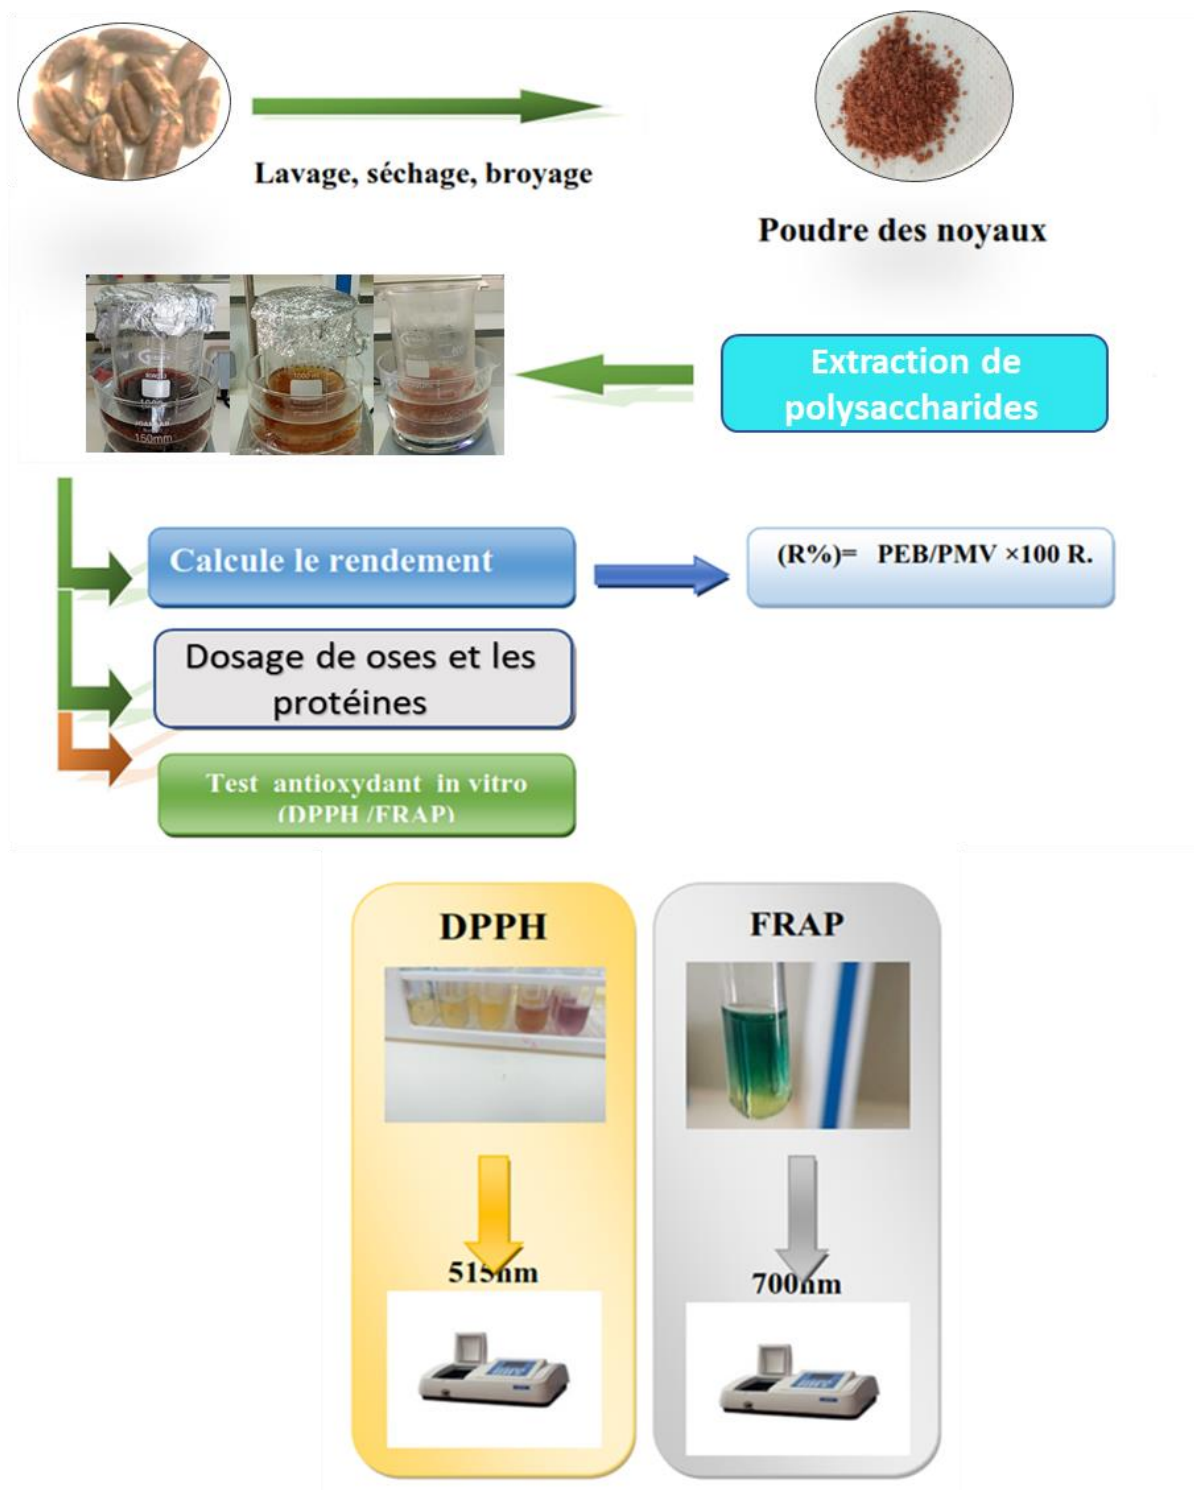 Lavage, séchage, broyage
Poudre des noyaux
Extraction de
polysaccharides
150mm
Calcule le rendement
(R%)= PEB/PMV ×100 R.
Dosage de oses et les
protéines
Test antioxydant in vitro
(DPPH /FRAP)
DPPH
FRAP
515nm
700nm